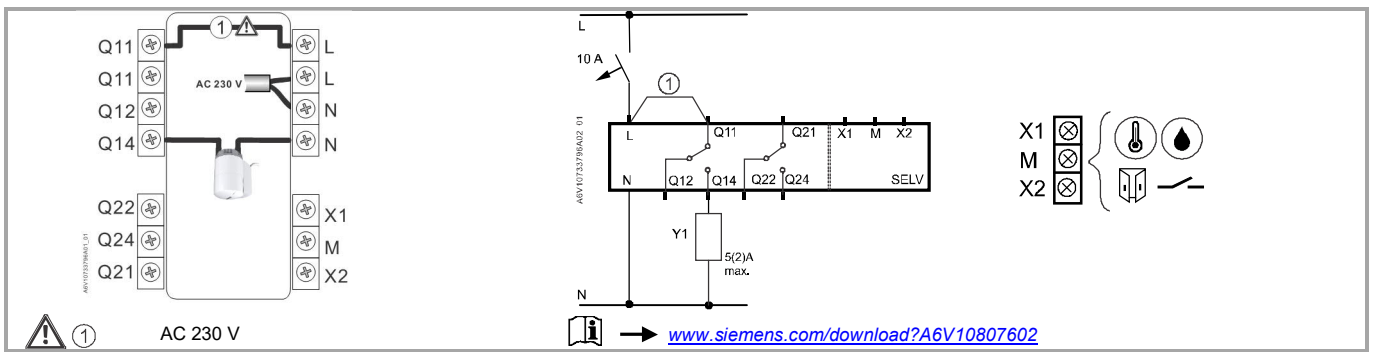 ① ⚠
Q11 L
Q11 AC 230 V L
Q12 N
Q14 N
Q22 X1
Q24 M
Q21 X2
A6V10733796A01_01
⚠ ① AC 230 V
L
10 A
①
A6V10733796A02 01
L Q11 Q21 X1 M X2
N Q12 Q14 Q22 Q24 SELV
Y1
5(2)A
max.
N
i → www.siemens.com/download?A6V10807602
X1
M
X2